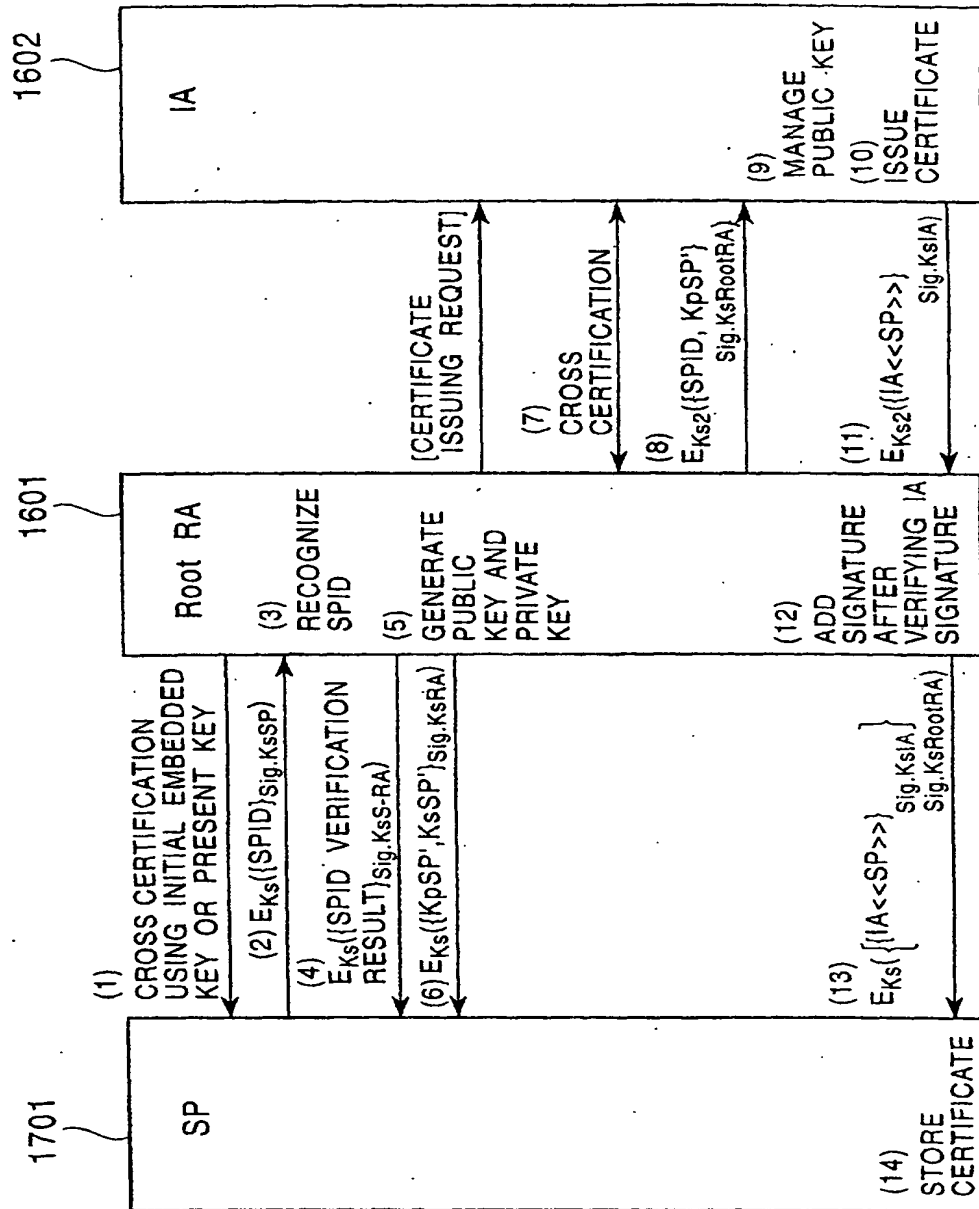 1701
1601
1602
SP
Root RA
IA
(1)
CROSS CERTIFICATION
USING INITIAL EMBEDDED
KEY OR PRESENT KEY
(2) EKs({SPID}Sig.KsSP)
(3)
RECOGNIZE
SPID
(4)
EKs({SPID VERIFICATION
RESULT}Sig.KsS-RA)
(5)
GENERATE
PUBLIC
KEY AND
PRIVATE
KEY
(6) EKs({KpSP',KsSP'}Sig.KsRA)
[CERTIFICATE
ISSUING REQUEST]
(7)
CROSS
CERTIFICATION
(8)
EKs2({SPID, KpSP'}
Sig.KsRootRA)
(9)
MANAGE
PUBLIC KEY
(10)
ISSUE
CERTIFICATE
(11)
EKs2({IA<<SP>>}
Sig.KsIA)
(12)
ADD
SIGNATURE
AFTER
VERIFYING IA
SIGNATURE
(13)
EKs({{IA<<SP>>}
Sig.KsIA}
Sig.KsRootRA)
(14)
STORE
CERTIFICATE